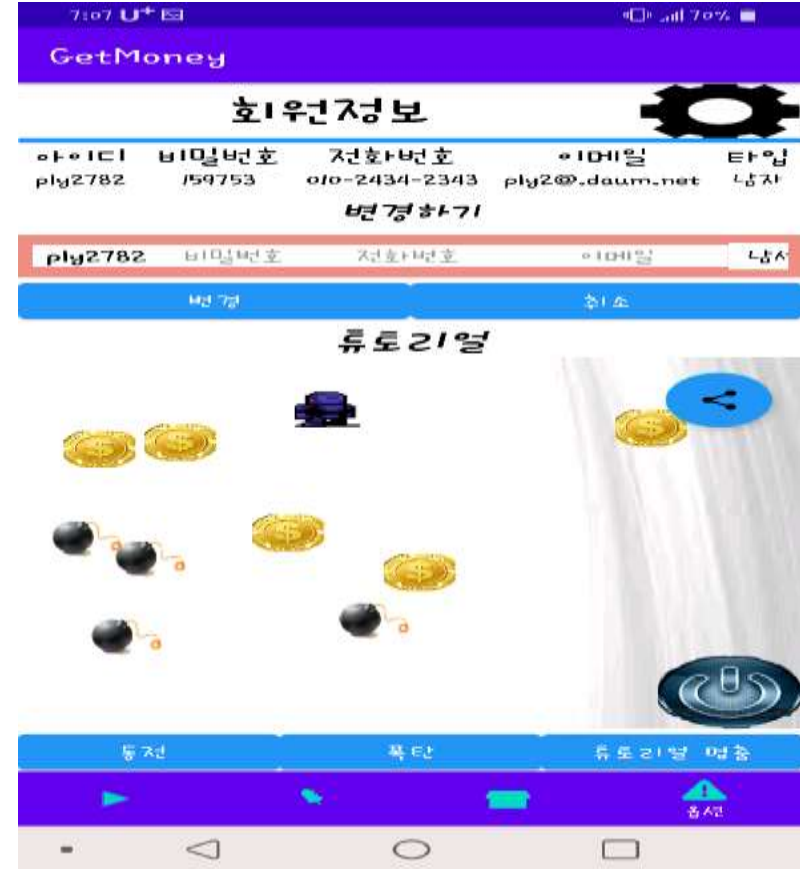 7:07 U+ 70%
GetMoney
회원정보
아이디 비밀번호 전화번호 이메일 타입
ply2782 159753 010-2434-2343 ply2@.daum.net 남자
변경하기
ply2782 비밀번호 전화번호 이메일
변경 취소
튜토리얼
동전 폭탄 튜토리얼 멈춤
옵션